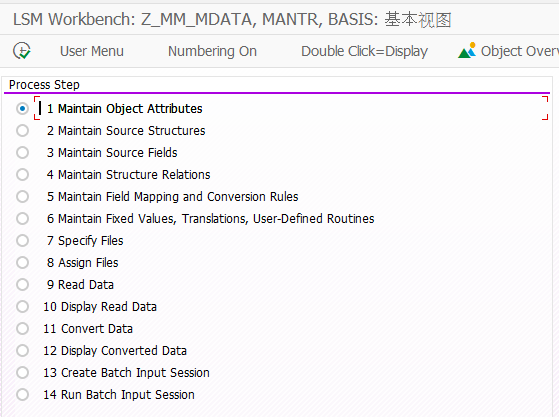 LSM Workbench: Z_MM_MDATA, MANTR, BASIS: 基本视图
User Menu Numbering On Double Click=Display Object Over
Process Step
1 Maintain Object Attributes
2 Maintain Source Structures
3 Maintain Source Fields
4 Maintain Structure Relations
5 Maintain Field Mapping and Conversion Rules
6 Maintain Fixed Values, Translations, User-Defined Routines
7 Specify Files
8 Assign Files
9 Read Data
10 Display Read Data
11 Convert Data
12 Display Converted Data
13 Create Batch Input Session
14 Run Batch Input Session